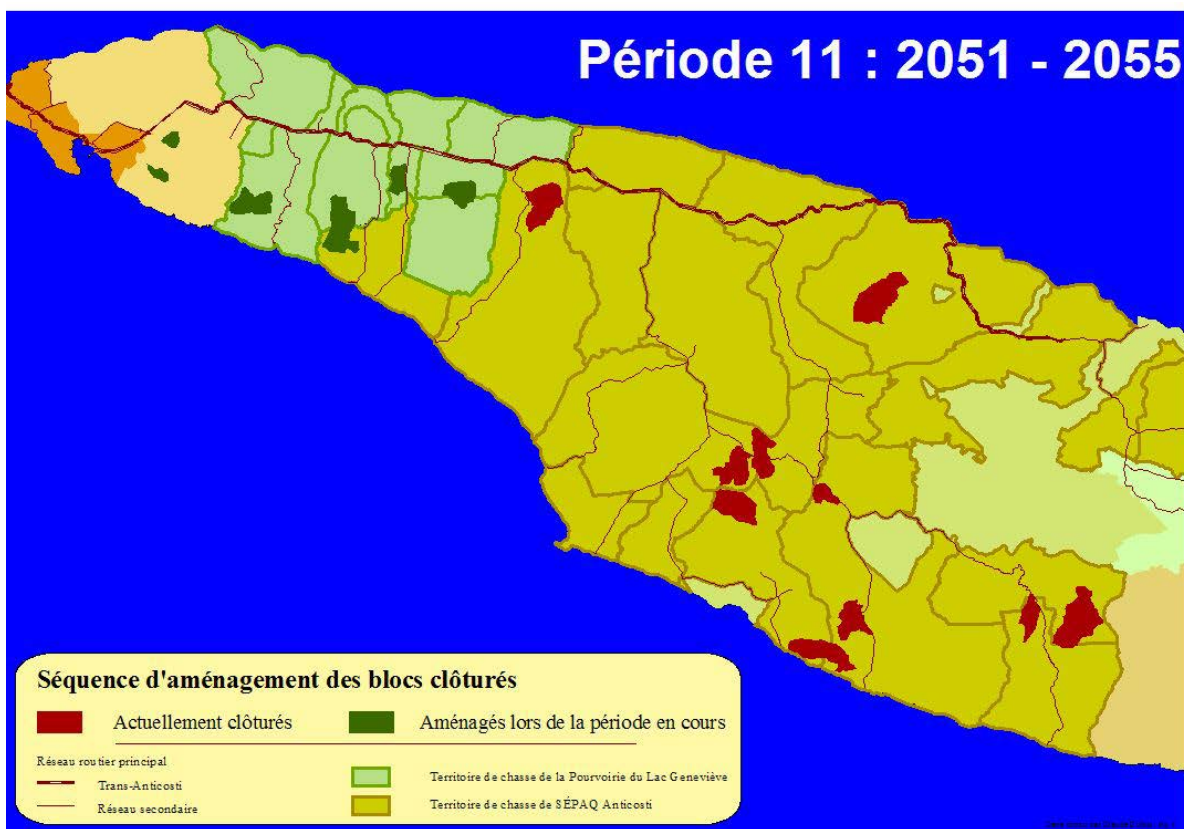 Période 11 : 2051 - 2055
Séquence d'aménagement des blocs clôturés
Actuellement clôturés
Aménagés lors de la période en cours
Réseau routier principal
Trans-Anticosti
Réseau secondaire
Territoire de chasse de la Pourvoirie du Lac Geneviève
Territoire de chasse de SÉPAQ Anticosti